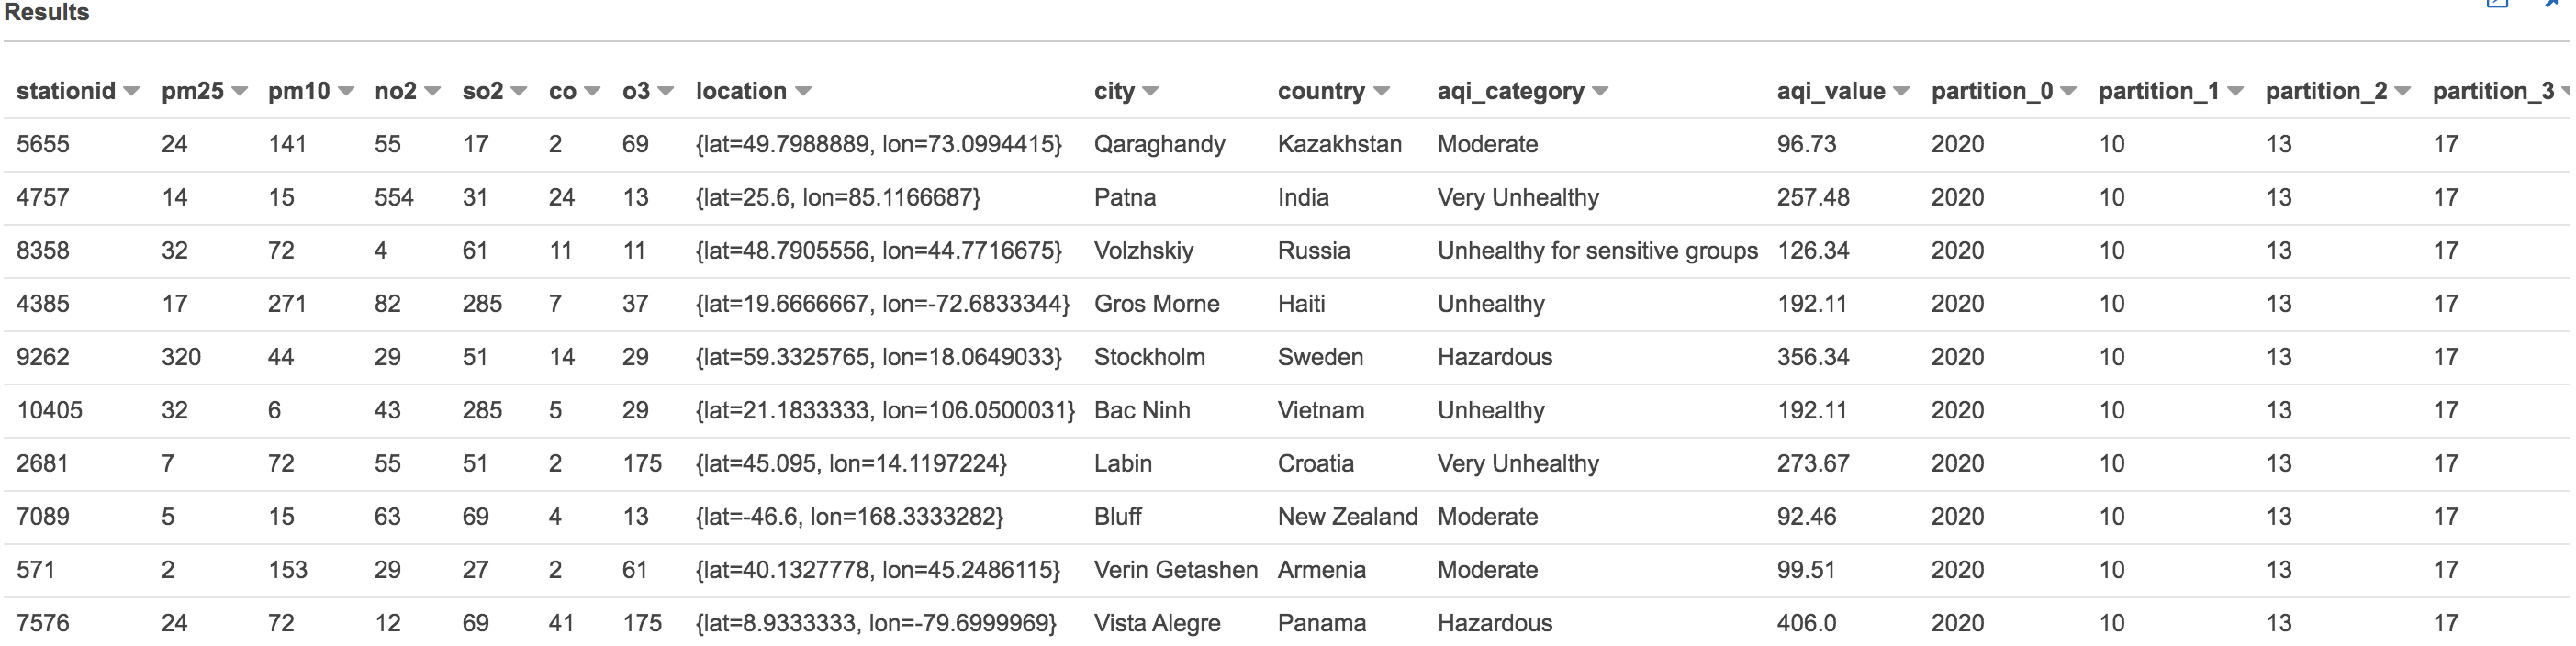 Results
stationid pm25 pm10 no2 so2 co o3 location city country aqi_category aqi_value partition_0 partition_1 partition_2 partition_3
5655 24 141 55 17 2 69 {lat=49.7988889, lon=73.0994415} Qaraghandy Kazakhstan Moderate 96.73 2020 10 13 17
4757 14 15 554 31 24 13 {lat=25.6, lon=85.1166687} Patna India Very Unhealthy 257.48 2020 10 13 17
8358 32 72 4 61 11 11 {lat=48.7905556, lon=44.7716675} Volzhskiy Russia Unhealthy for sensitive groups 126.34 2020 10 13 17
4385 17 271 82 285 7 37 {lat=19.6666667, lon=-72.6833344} Gros Morne Haiti Unhealthy 192.11 2020 10 13 17
9262 320 44 29 51 14 29 {lat=59.3325765, lon=18.0649033} Stockholm Sweden Hazardous 356.34 2020 10 13 17
10405 32 6 43 285 5 29 {lat=21.1833333, lon=106.0500031} Bac Ninh Vietnam Unhealthy 192.11 2020 10 13 17
2681 7 72 55 51 2 175 {lat=45.095, lon=14.1197224} Labin Croatia Very Unhealthy 273.67 2020 10 13 17
7089 5 15 63 69 4 13 {lat=-46.6, lon=168.3333282} Bluff New Zealand Moderate 92.46 2020 10 13 17
571 2 153 29 27 2 61 {lat=40.1327778, lon=45.2486115} Verin Getashen Armenia Moderate 99.51 2020 10 13 17
7576 24 72 12 69 41 175 {lat=8.9333333, lon=-79.6999969} Vista Alegre Panama Hazardous 406.0 2020 10 13 17